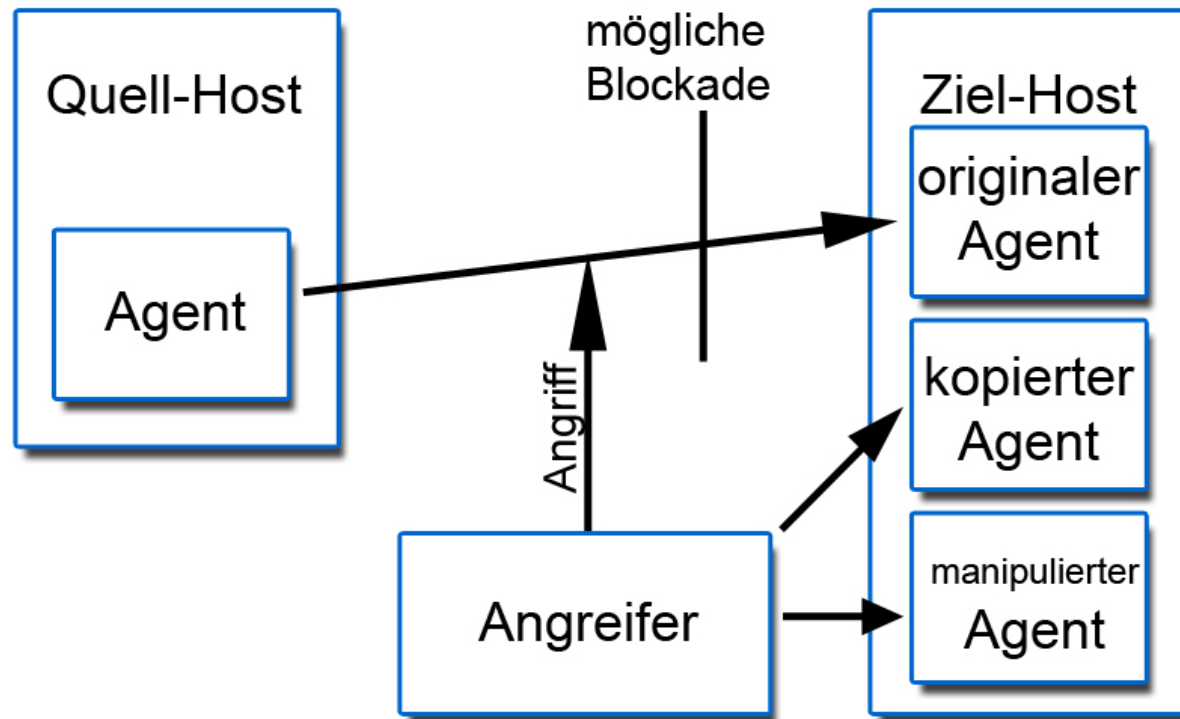 Quell-Host
Agent
mögliche
Blockade
Angriff
Angreifer
Ziel-Host
originaler
Agent
kopierter
Agent
manipulierter
Agent